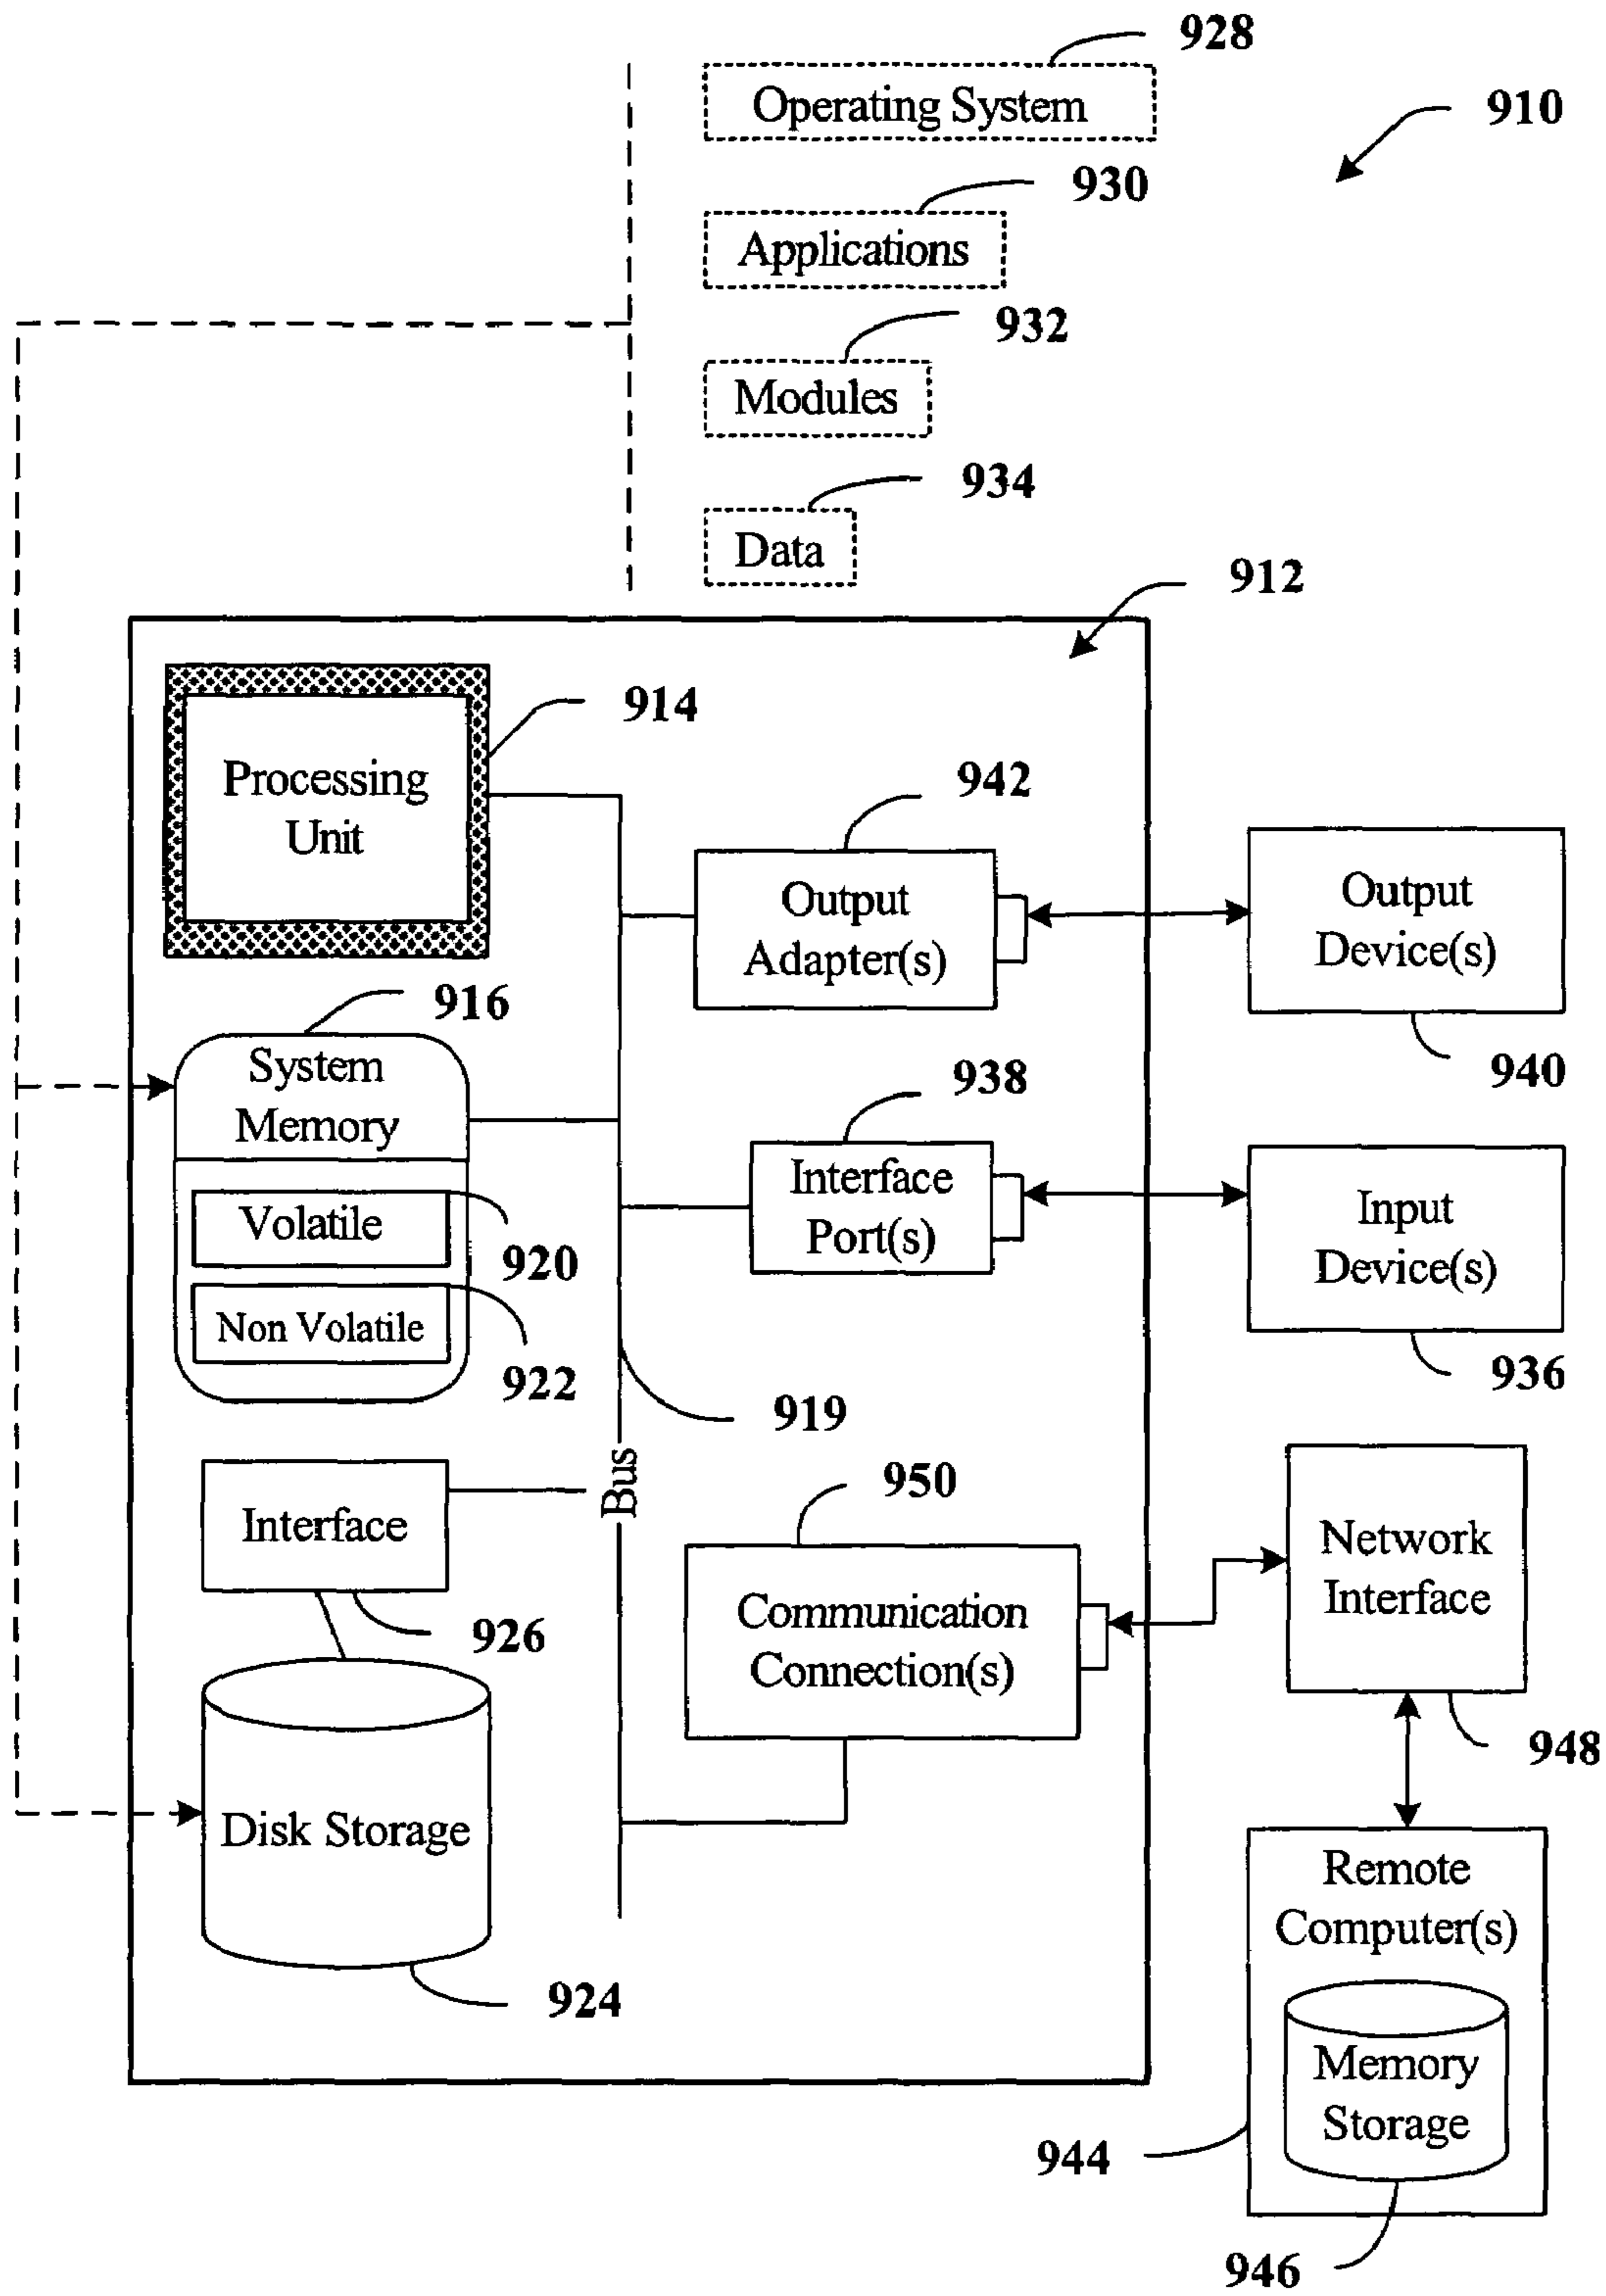 928
Operating System
910
930
Applications
932
Modules
934
Data
912
914
Processing
Unit
942
Output
Adapter(s)
Output
Device(s)
940
916
System
Memory
938
Interface
Port(s)
Input
Device(s)
936
Volatile
920
Non Volatile
922
919
Bus
Interface
926
950
Communication
Connection(s)
Network
Interface
948
Disk Storage
924
Remote
Computer(s)
Memory
Storage
944
946